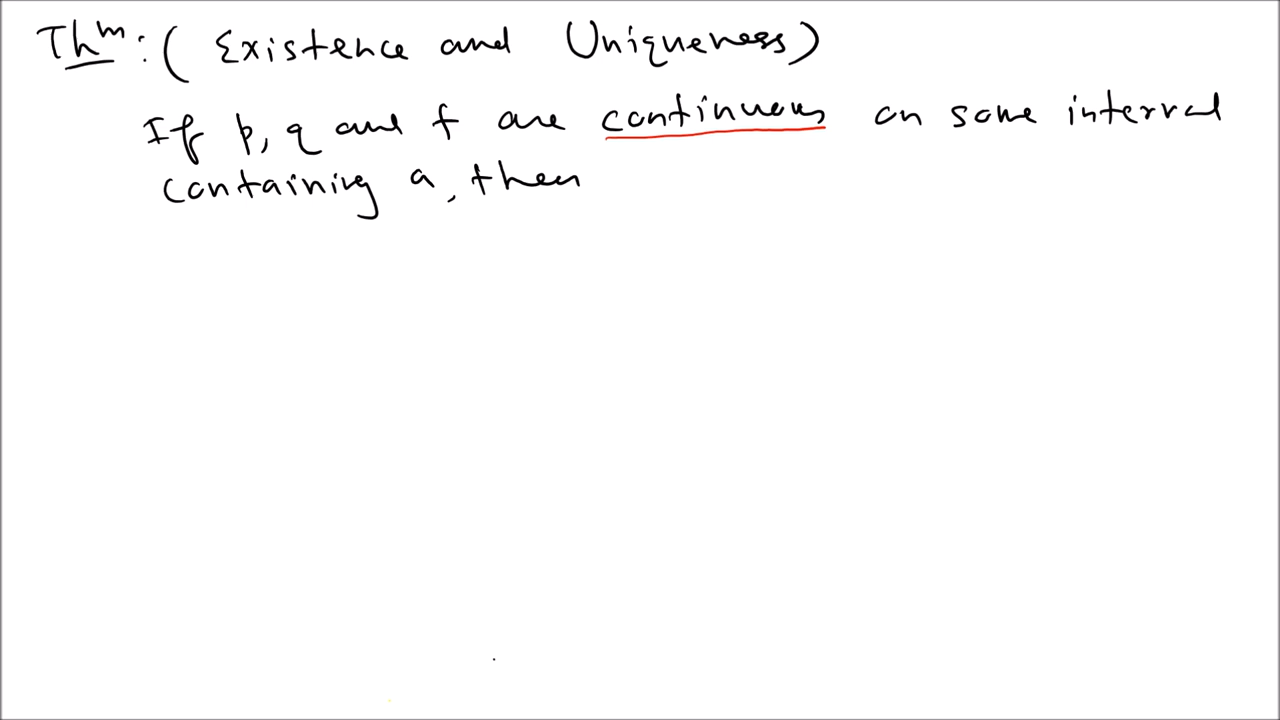 Thm: ( Existence and Uniqueness)
If p, q and f are continuous on some interval
containing a, then